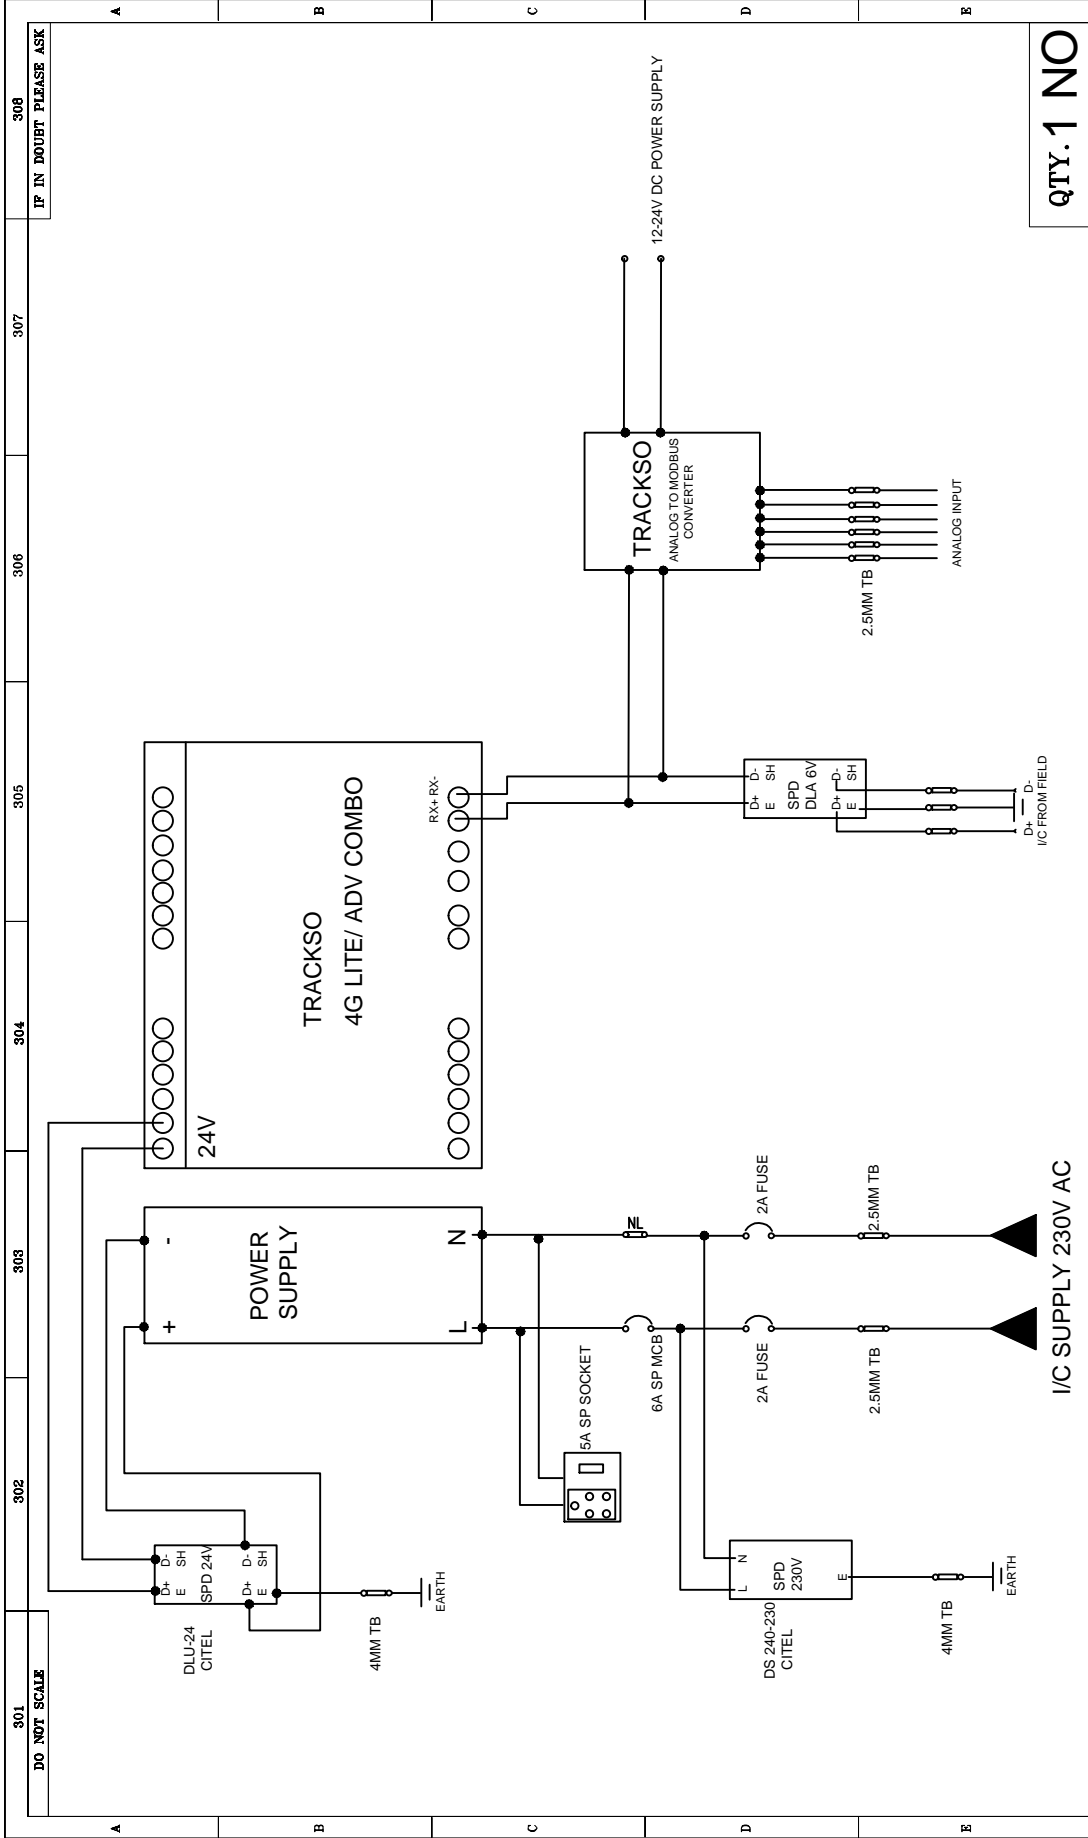 301
302
303
304
305
306
307
308
DO NOT SCALE
IF IN DOUBT PLEASE ASK
A
A
B
B
C
C
D
D
E
E
DLU-24
CITEL
D+ D-
E SH
SPD 24V
D+ D-
E SH
4MM TB
EARTH
+
-
POWER
SUPPLY
L
N
24V
TRACKSO
4G LITE/ ADV COMBO
RX+ RX-
5A SP SOCKET
6A SP MCB
NL
2A FUSE
2A FUSE
2.5MM TB
2.5MM TB
I/C SUPPLY 230V AC
DS 240-230
CITEL
L
N
SPD
230V
E
4MM TB
EARTH
D+ D-
E SH
SPD
DLA 6V
D+ D-
E SH
D+
D-
I/C FROM FIELD
TRACKSO
ANALOG TO MODBUS
CONVERTER
12-24V DC POWER SUPPLY
2.5MM TB
ANALOG INPUT
QTY. 1 NO